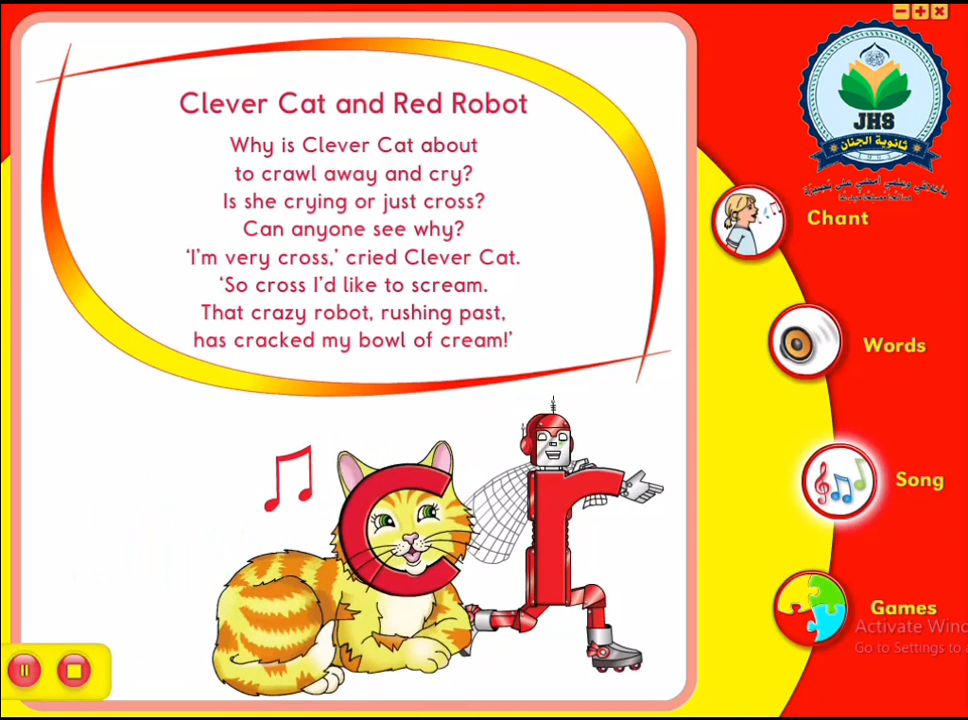 Clever Cat and Red Robot
Why is Clever Cat about
to crawl away and cry?
Is she crying or just cross?
Can anyone see why?
‘I’m very cross,’ cried Clever Cat.
‘So cross I’d like to scream.
That crazy robot, rushing past,
has cracked my bowl of cream!’
c r
JHS
ثانوية الجنان
Chant
Words
Song
Games
Activate Wind
Go to Settings to a